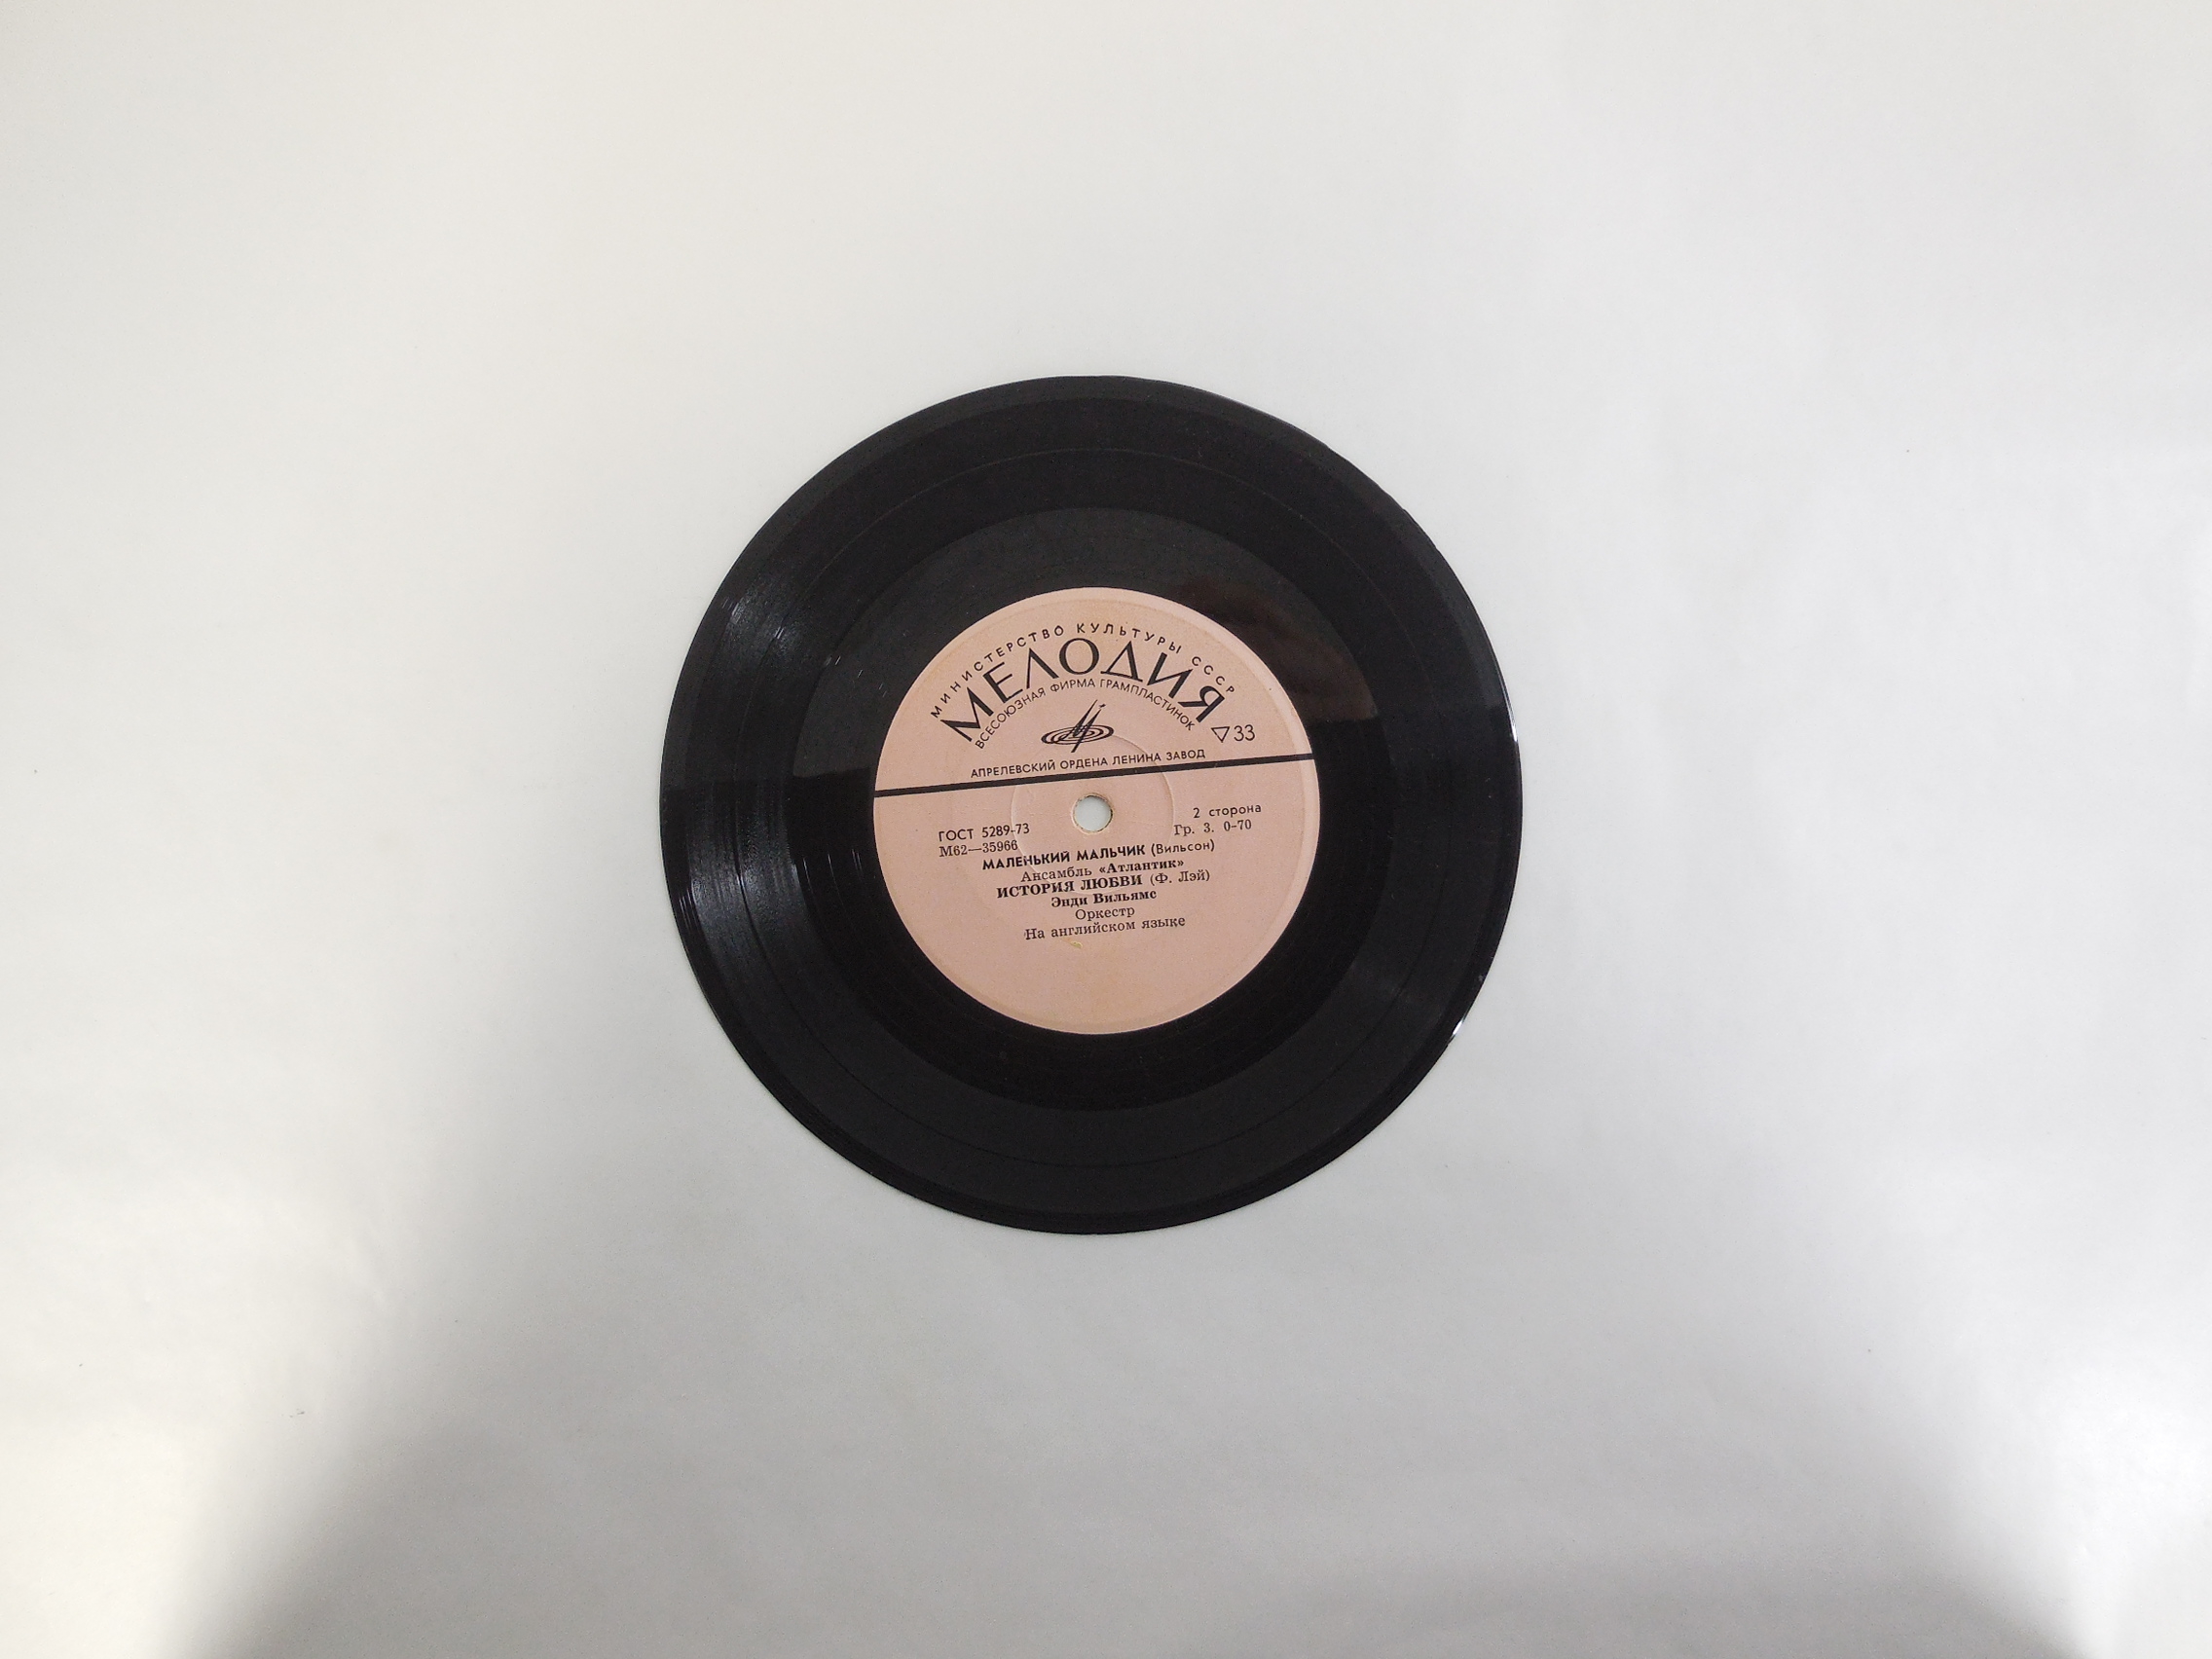 МИНИСТЕРСТВО КУЛЬТУРЫ СССР
МЕЛОДИЯ
ВСЕСОЮЗНАЯ ФИРМА ГРАМПЛАСТИНОК
33
АПРЕЛЕВСКИЙ ОРДЕНА ЛЕНИНА ЗАВОД
ГОСТ 5289-73
М62—35966
2 сторона
Гр. 3. 0-70
МАЛЕНЬКИЙ МАЛЬЧИК (Вильсон)
Ансамбль «Атлантик»
ИСТОРИЯ ЛЮБВИ (Ф. Лэй)
Энди Вильямс
Оркестр
На английском языке